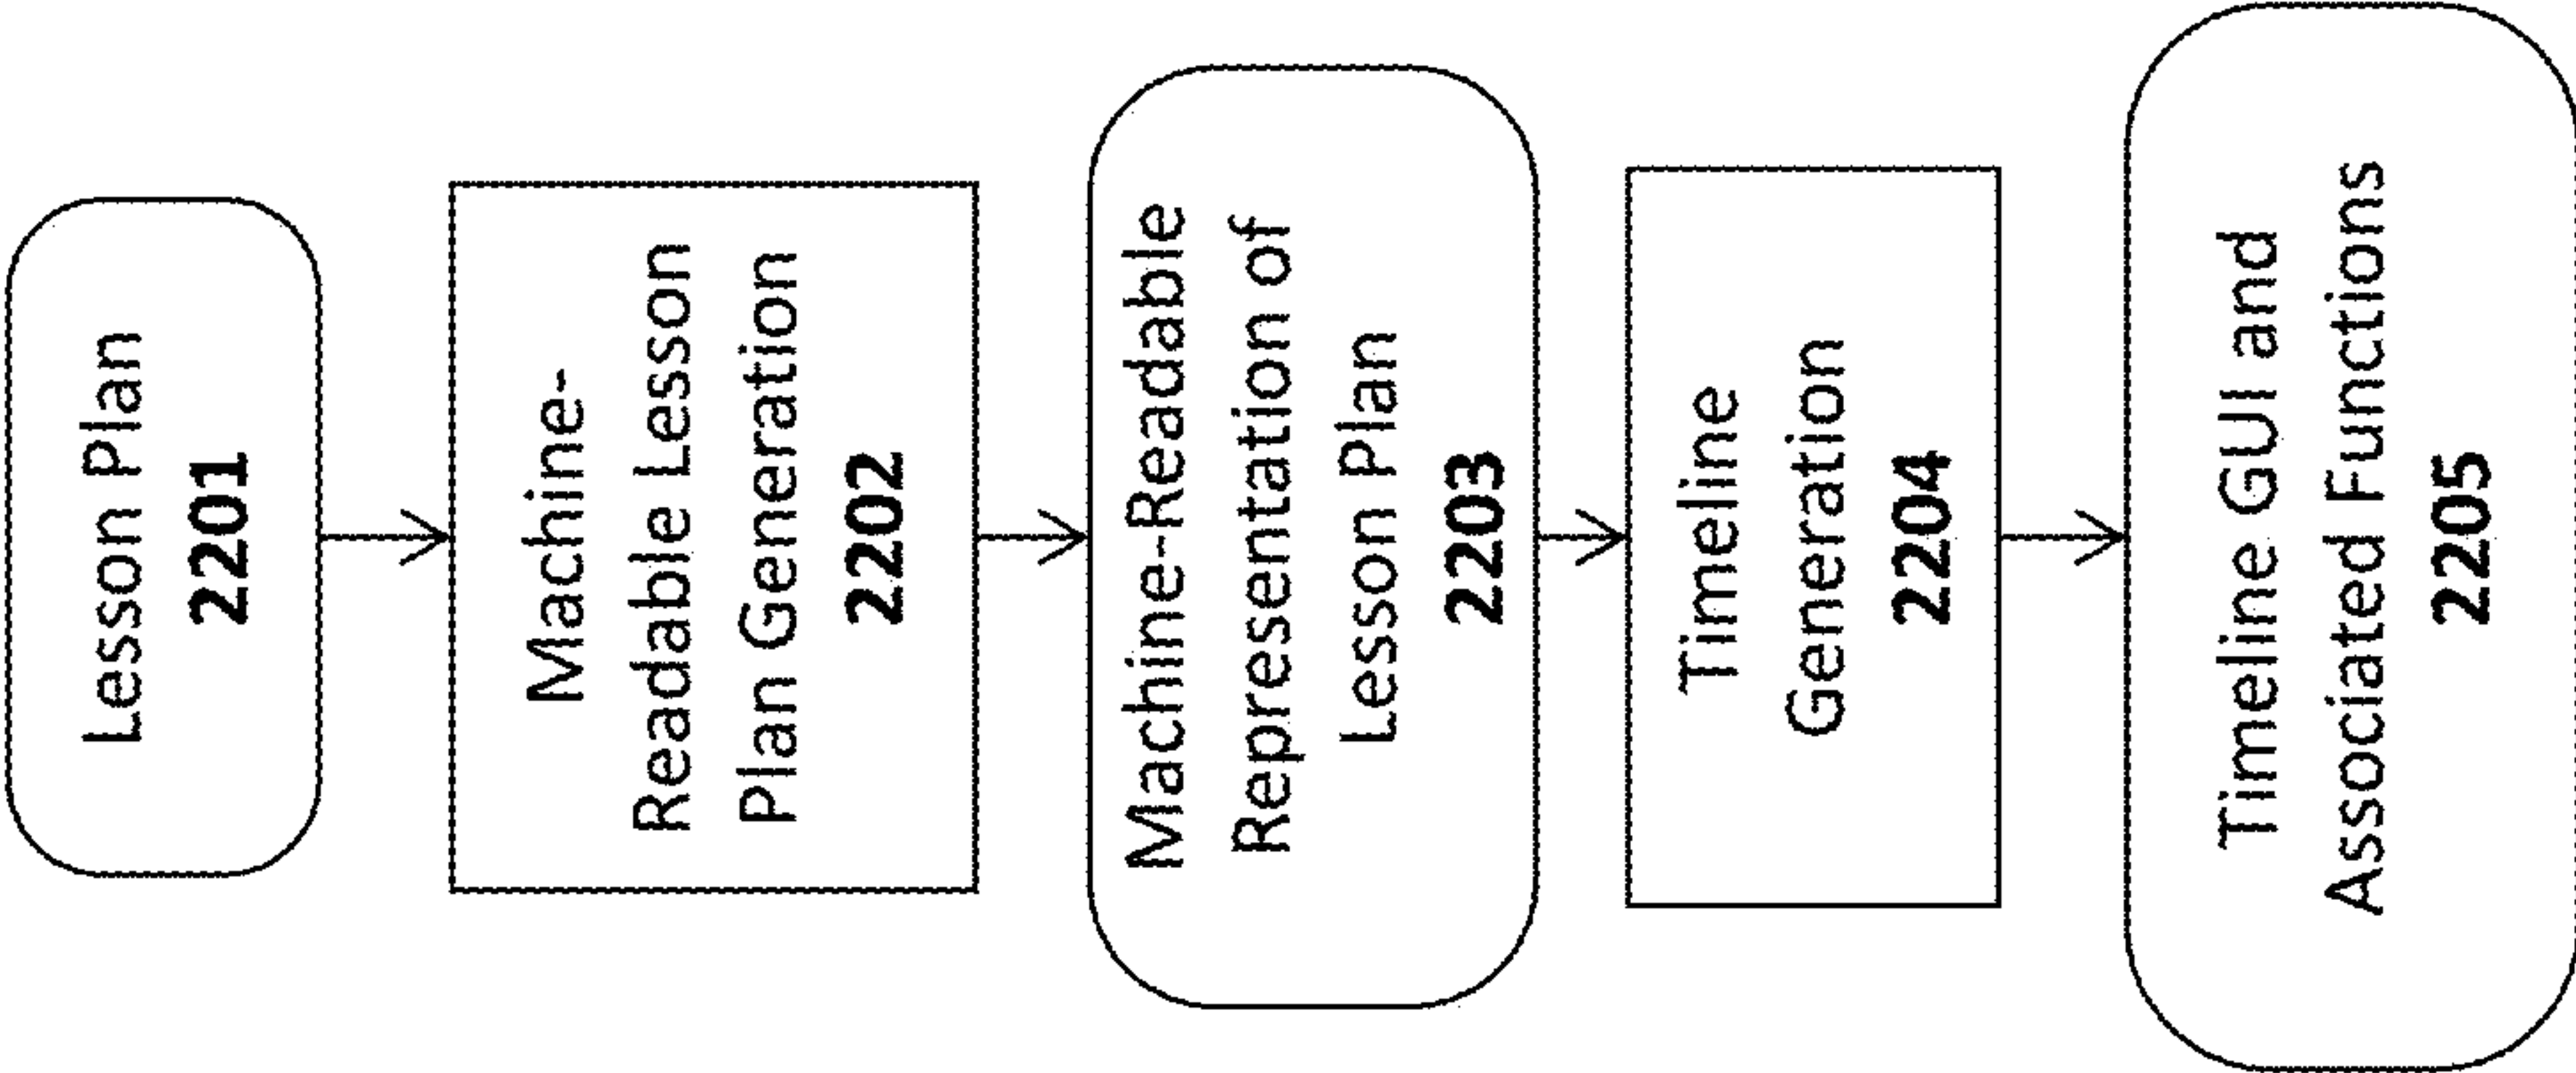 Lesson Plan
2201
Machine-
Readable Lesson
Plan Generation
2202
Machine-Readable
Representation of
Lesson Plan
2203
Timeline
Generation
2204
Timeline GUI and
Associated Functions
2205